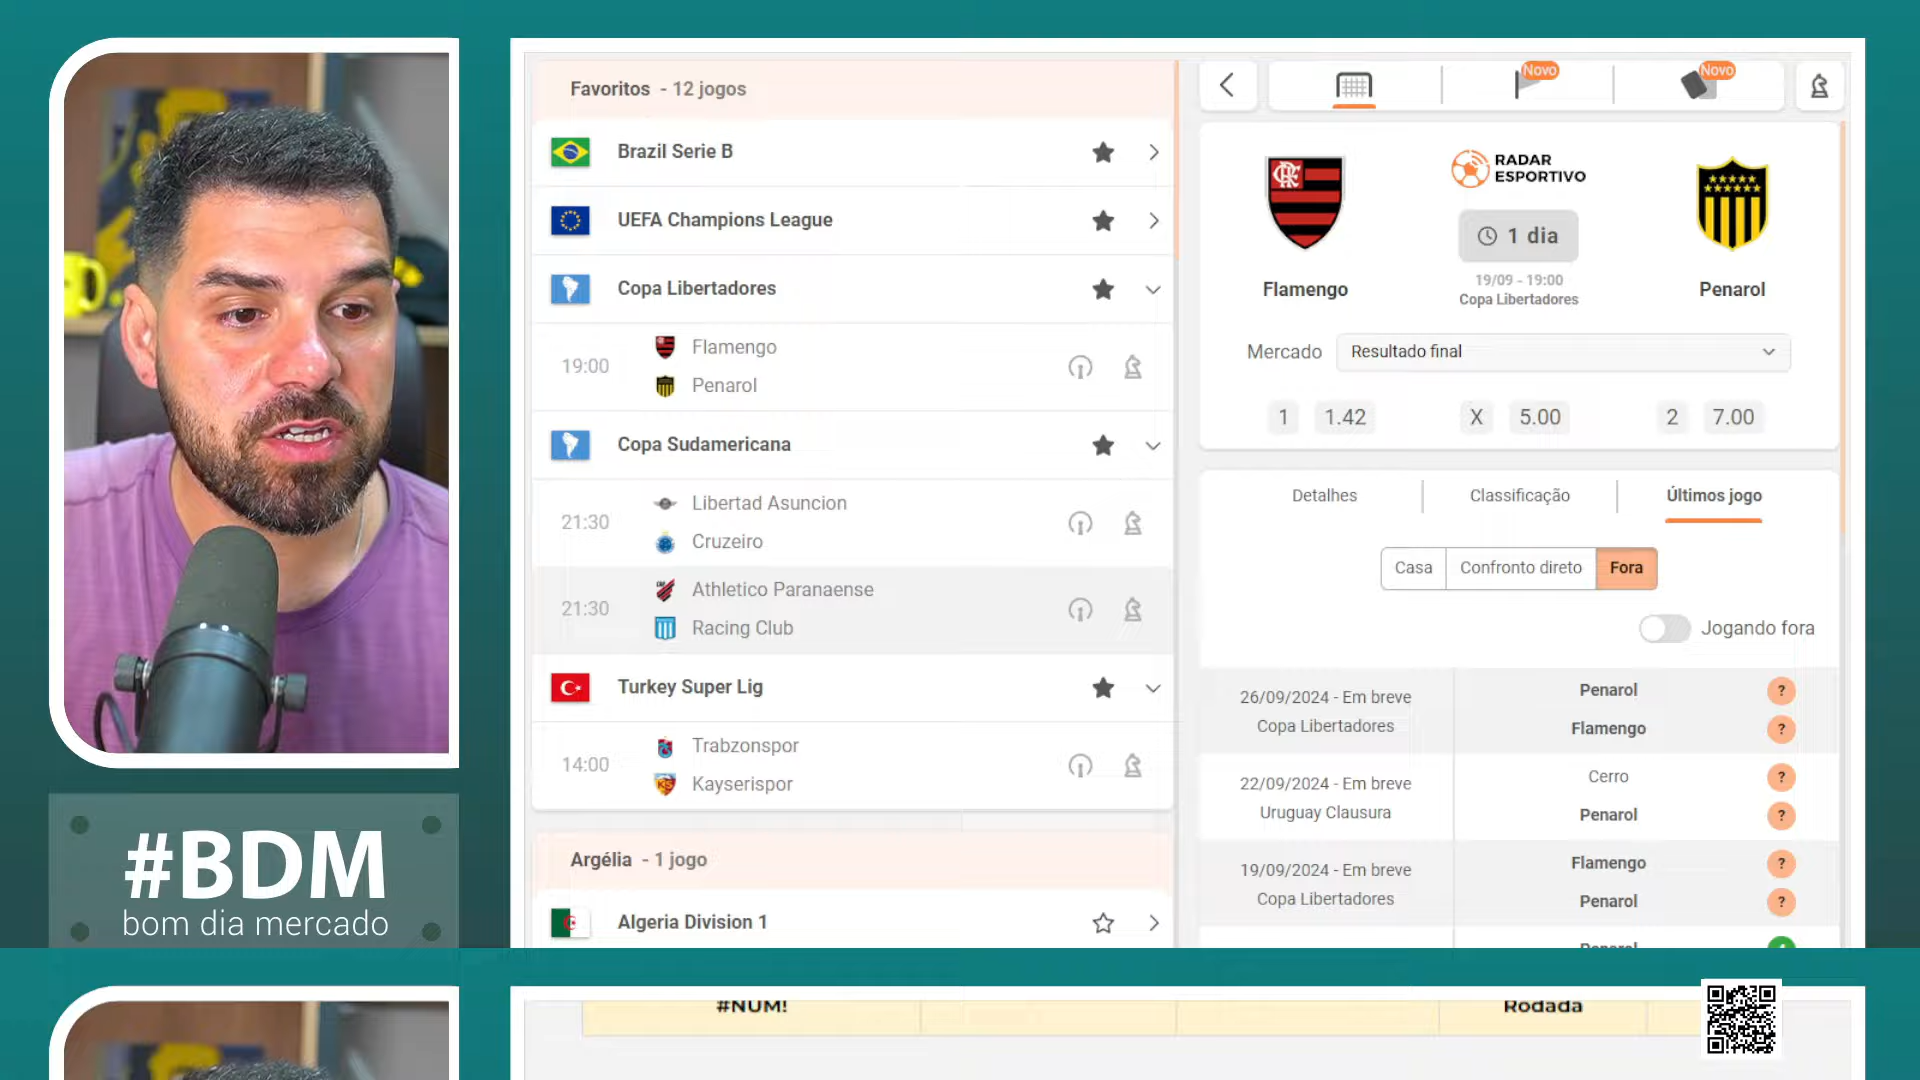 Favoritos - 12 jogos
Brazil Serie B
UEFA Champions League
Copa Libertadores
19:00
Flamengo
Penarol
Copa Sudamericana
21:30
Libertad Asuncion
Cruzeiro
21:30
Athletico Paranaense
Racing Club
Turkey Super Lig
14:00
Trabzonspor
Kayserispor
Argélia - 1 jogo
Algeria Division 1
Novo
Novo
RADAR
ESPORTIVO
1 dia
19/09 - 19:00
Copa Libertadores
Flamengo
Penarol
Mercado
Resultado final
1 1.42 X 5.00 2 7.00
Detalhes
Classificação
Últimos jogo
Casa
Confronto direto
Fora
Jogando fora
26/09/2024 - Em breve
Copa Libertadores
Penarol ?
Flamengo ?
22/09/2024 - Em breve
Uruguay Clausura
Cerro ?
Penarol ?
19/09/2024 - Em breve
Copa Libertadores
Flamengo ?
Penarol ?
Penarol
#BDM
bom dia mercado
#NUM!
Rodada